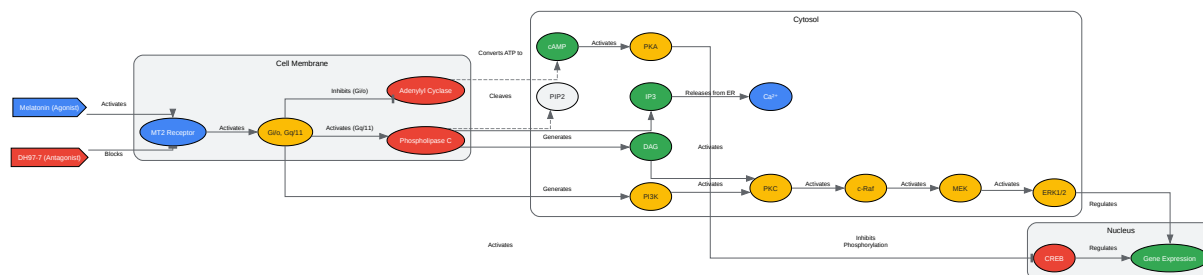 Cytosol
cAMP
Activates
PKA
Converts ATP to
Cell Membrane
Adenylyl Cyclase
Inhibits (Gi/o)
Cleaves
PIP2
IP3
Releases from ER
Ca²⁺
Melatonin (Agonist)
Activates
MT2 Receptor
Activates
Gi/o, Gq/11
Activates (Gq/11)
Phospholipase C
Generates
DAG
Activates
DH97-7 (Antagonist)
Blocks
Generates
PI3K
Activates
PKC
Activates
c-Raf
Activates
MEK
Activates
ERK1/2
Regulates
Nucleus
Activates
Inhibits
Phosphorylation
CREB
Regulates
Gene Expression